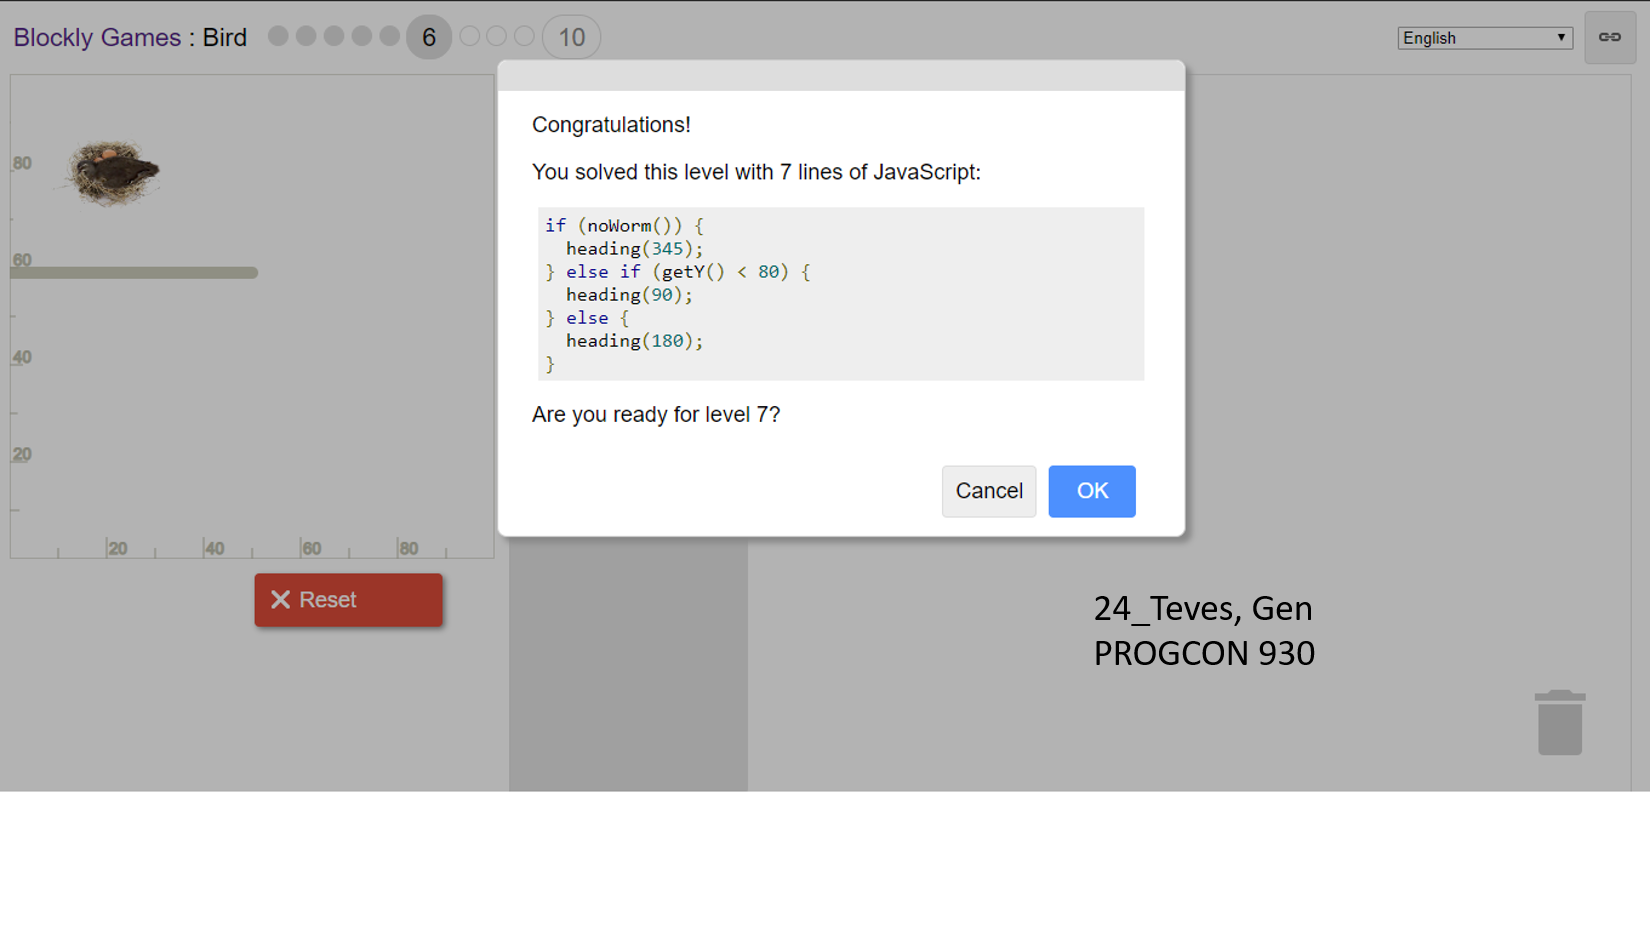 Blockly Games : Bird 6 10
English
Congratulations!
You solved this level with 7 lines of JavaScript:
if (noWorm()) {
  heading(345);
} else if (getY() < 80) {
  heading(90);
} else {
  heading(180);
}
Are you ready for level 7?
Cancel OK
80
60
40
20
20 40 60 80
Reset
24_Teves, Gen
PROGCON 930